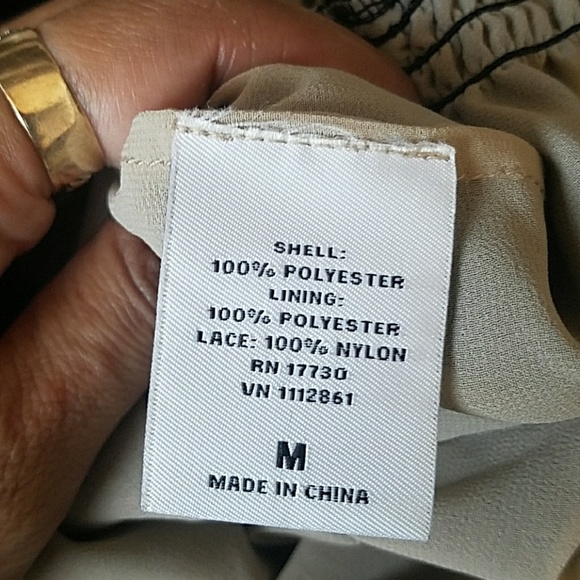 SHELL:
100% POLYESTER
LINING:
100% POLYESTER
LACE: 100% NYLON
RN 17730
VN 1112861
M
MADE IN CHINA